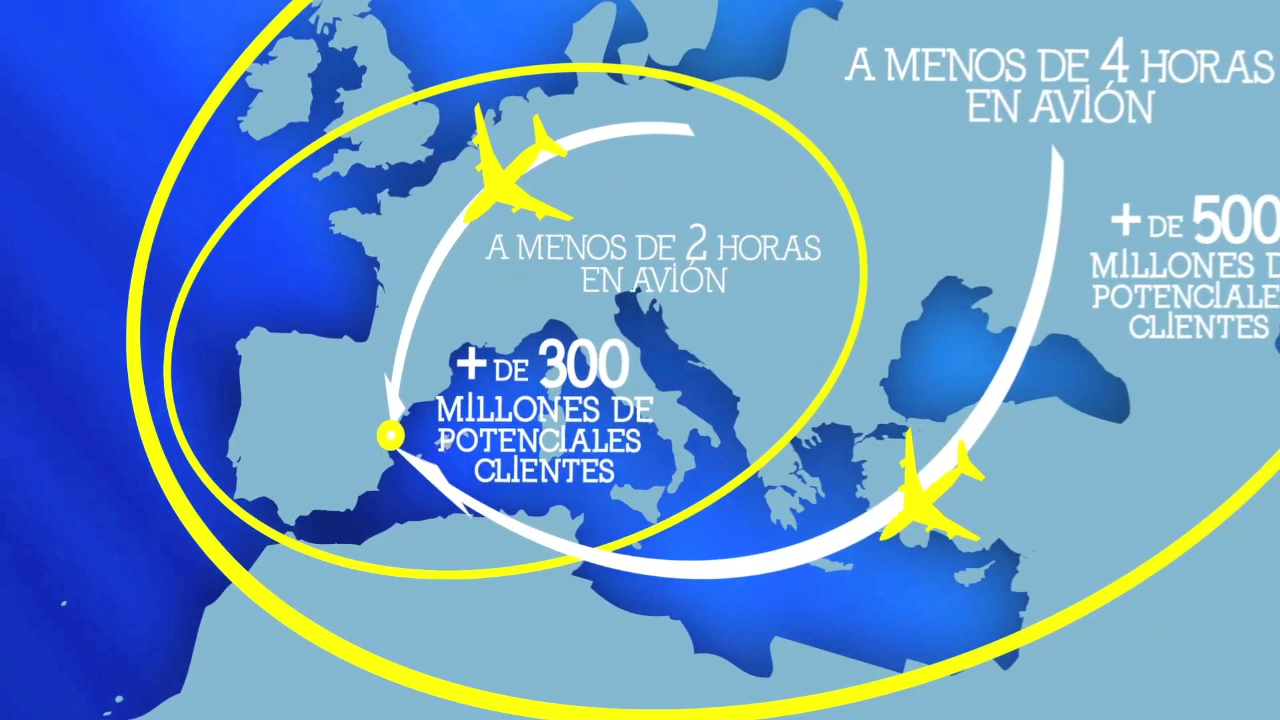 A MENOS DE 4 HORAS
EN AVIÓN
+ DE 500
MILLONES D
POTENCIALE
CLIENTES
A MENOS DE 2 HORAS
EN AVIÓN
+ DE 300
MILLONES DE
POTENCIALES
CLIENTES